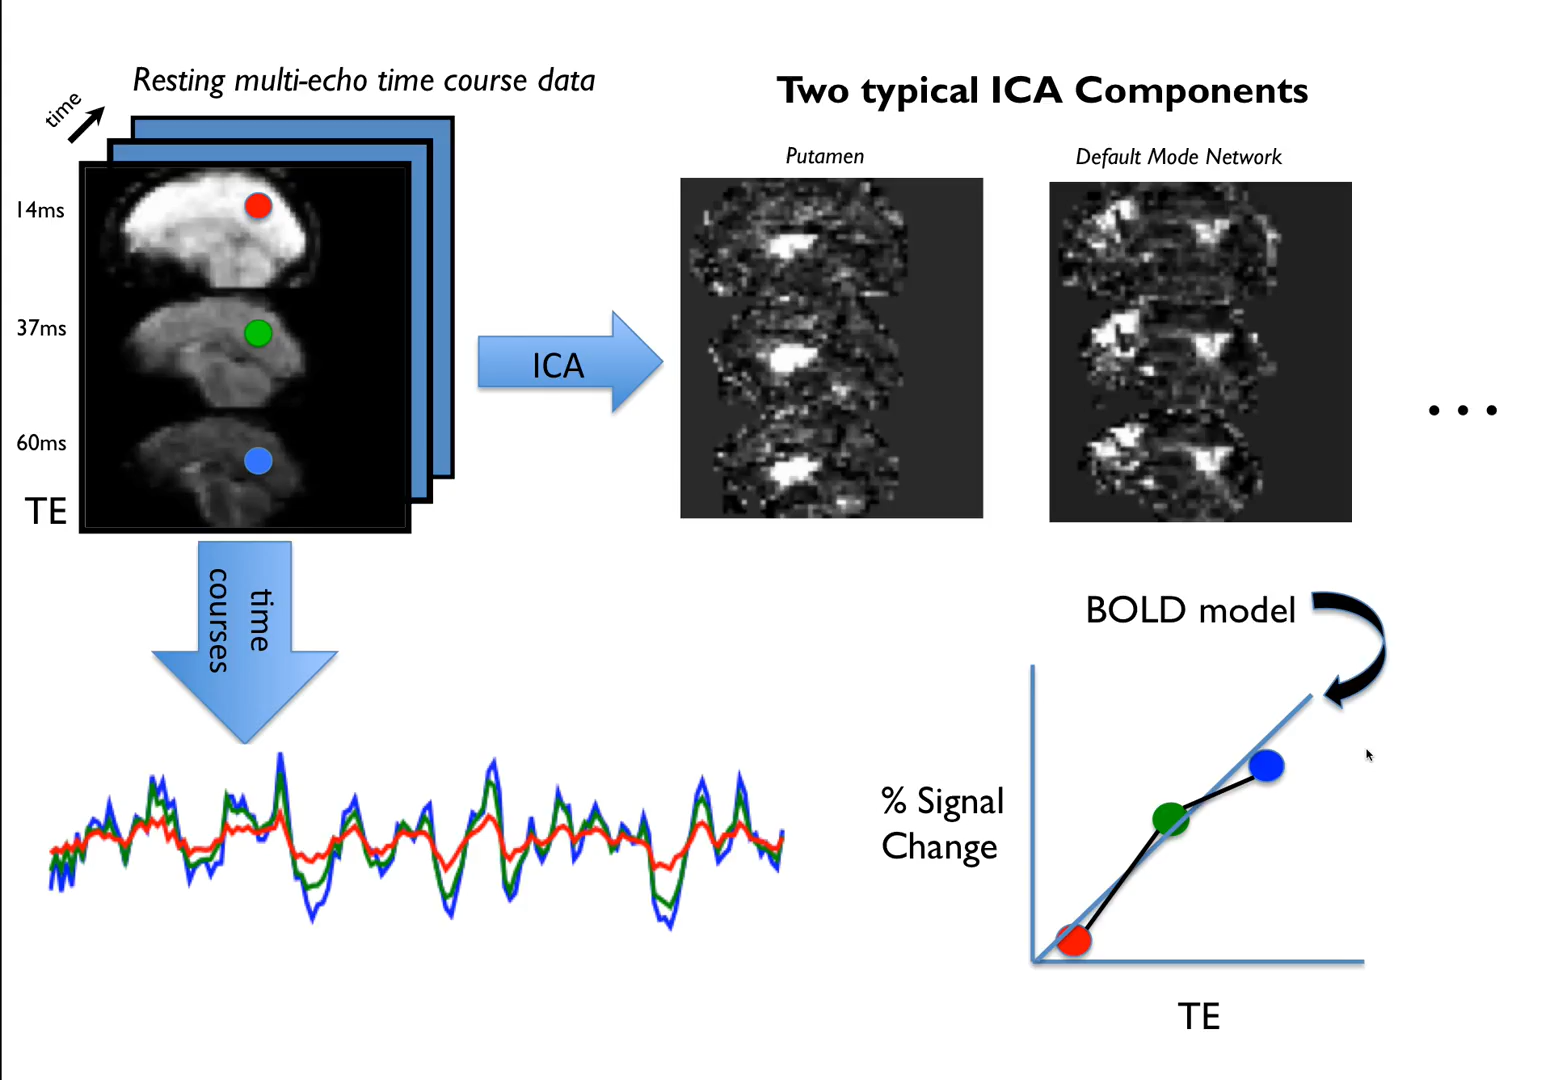 Resting multi-echo time course data
time
14ms
37ms
60ms
TE
ICA
Two typical ICA Components
Putamen
Default Mode Network
...
time
courses
BOLD model
% Signal
Change
TE